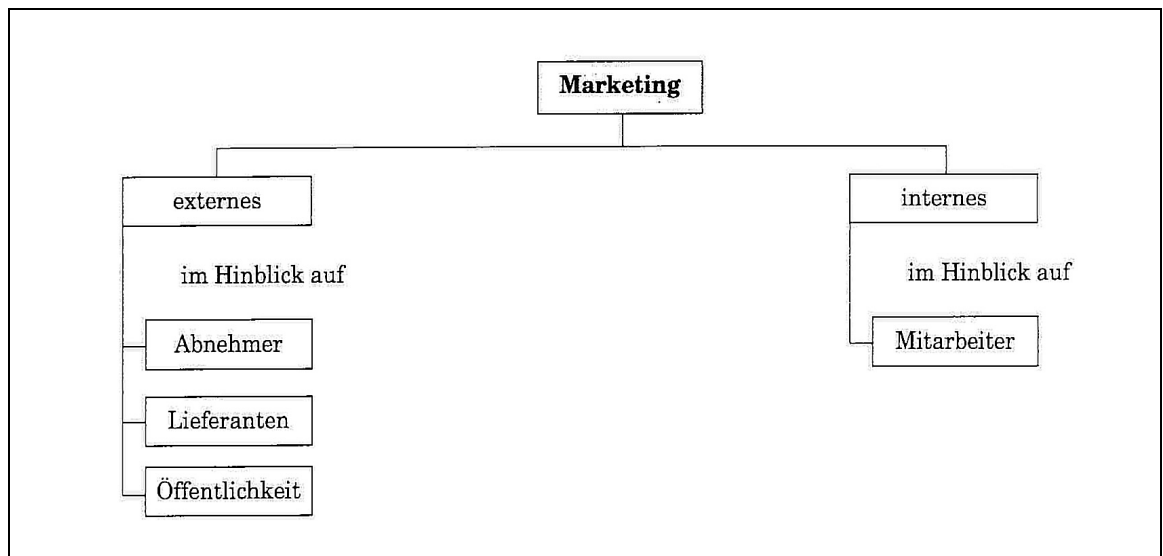 Marketing
externes
im Hinblick auf
Abnehmer
Lieferanten
Öffentlichkeit
internes
im Hinblick auf
Mitarbeiter